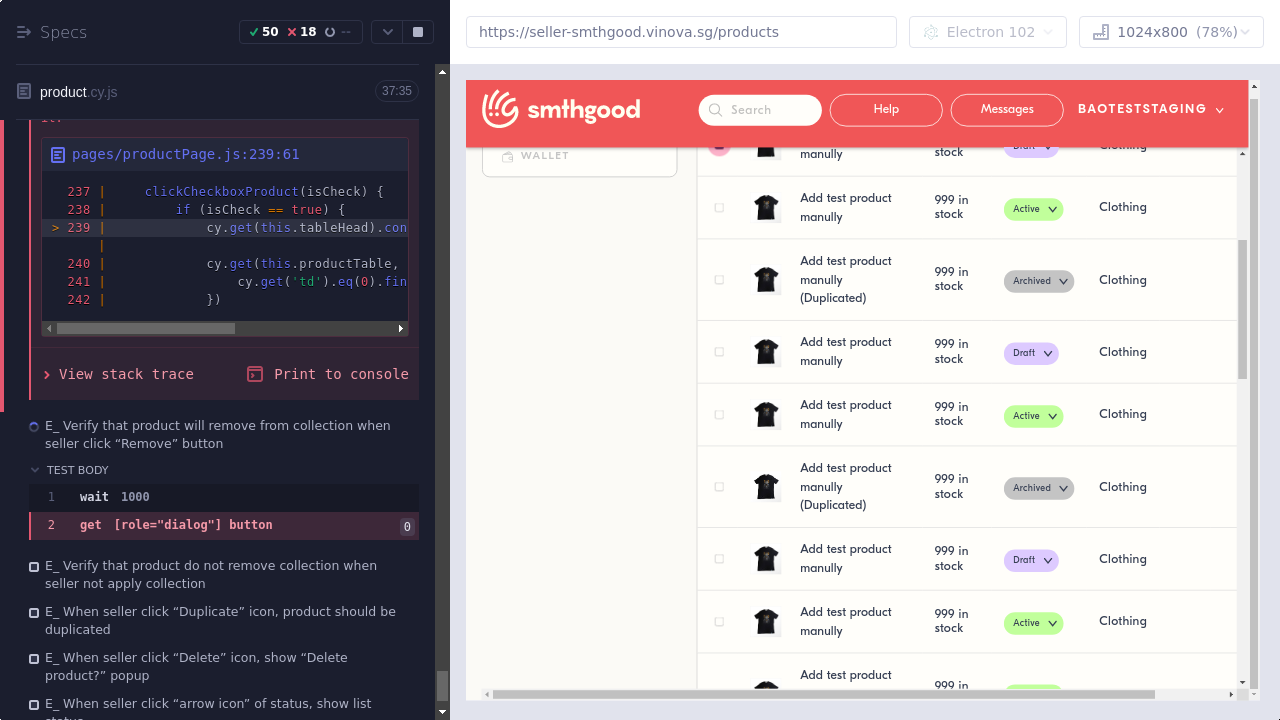 Specs
50 18 --
product.cy.js
37:35
pages/productPage.js:239:61
237 | clickCheckboxProduct(isCheck) {
238 | if (isCheck == true) {
> 239 | cy.get(this.tableHead).con
|
240 | cy.get(this.productTable,
241 | cy.get('td').eq(0).fin
242 | })
View stack trace
Print to console
E_ Verify that product will remove from collection when
seller click “Remove” button
TEST BODY
1 wait 1000
2 get [role="dialog"] button 0
E_ Verify that product do not remove collection when
seller not apply collection
E_ When seller click “Duplicate” icon, product should be
duplicated
E_ When seller click “Delete” icon, show “Delete
product?” popup
E_ When seller click “arrow icon” of status, show list
https://seller-smthgood.vinova.sg/products
Electron 102
1024x800 (78%)
smthgood
Search
Help
Messages
BAOTESTSTAGING
WALLET
manully
stock
Draft
Clothing
Add test product
manully
999 in
stock
Active
Clothing
Add test product
manully
(Duplicated)
999 in
stock
Archived
Clothing
Add test product
manully
999 in
stock
Draft
Clothing
Add test product
manully
999 in
stock
Active
Clothing
Add test product
manully
(Duplicated)
999 in
stock
Archived
Clothing
Add test product
manully
999 in
stock
Draft
Clothing
Add test product
manully
999 in
stock
Active
Clothing
Add test product
999 in